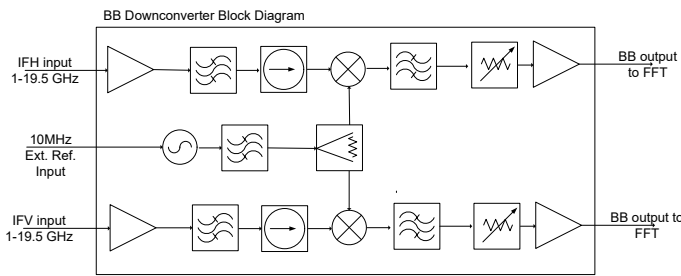 BB Downconverter Block Diagram
IFH input
1-19.5 GHz
BB output
to FFT
10MHz
Ext. Ref.
Input
IFV input
1-19.5 GHz
BB output to
FFT